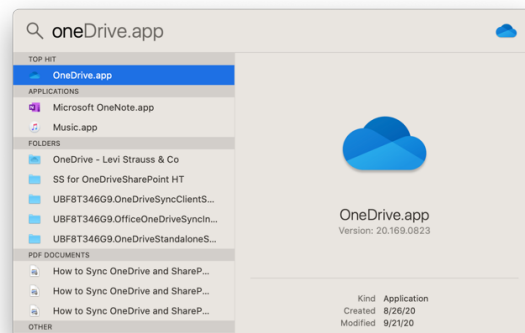 oneDrive.app
TOP HIT
OneDrive.app
APPLICATIONS
Microsoft OneNote.app
Music.app
FOLDERS
OneDrive - Levi Strauss & Co
SS for OneDriveSharePoint HT
UBF8T346G9.OneDriveSyncClientS...
UBF8T346G9.OfficeOneDriveSyncIn...
UBF8T346G9.OneDriveStandaloneS...
PDF DOCUMENTS
How to Sync OneDrive and ShareP...
How to Sync OneDrive and ShareP...
How to Sync OneDrive and ShareP...
OTHER
OneDrive.app
Version: 20.169.0823
Kind Application
Created 8/26/20
Modified 9/21/20